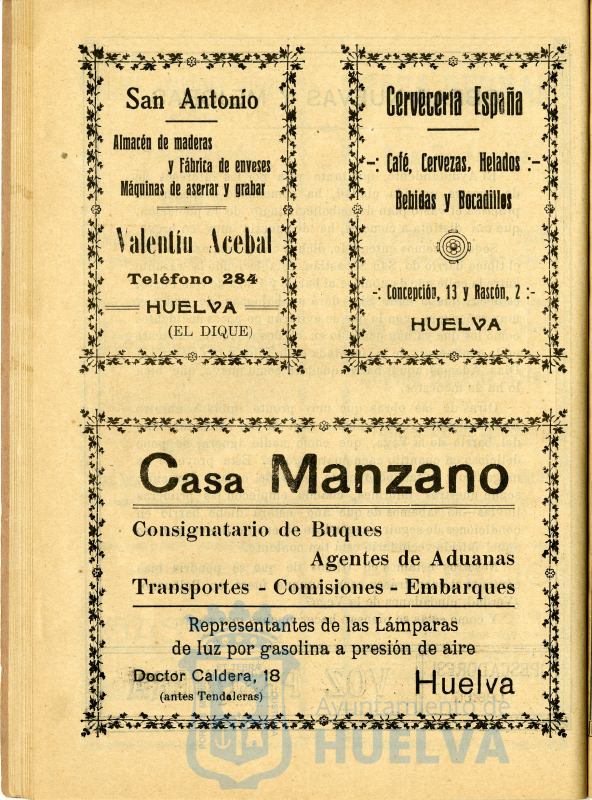 San Antonio
Almacén de maderas
y Fábrica de enveses
Máquinas de aserrar y grabar
Valentín Acebal
Teléfono 284
HUELVA
(EL DIQUE)
Cervecería España
-: Café, Cervezas, Helados :-
Bebidas y Bocadillos
-: Concepción, 13 y Rascón, 2 :-
HUELVA
Casa Manzano
Consignatario de Buques
Agentes de Aduanas
Transportes - Comisiones - Embarques
Representantes de las Lámparas
de luz por gasolina a presión de aire
Doctor Caldera, 18
(antes Tendaleras)
Huelva
Ayuntamiento de
HUELVA